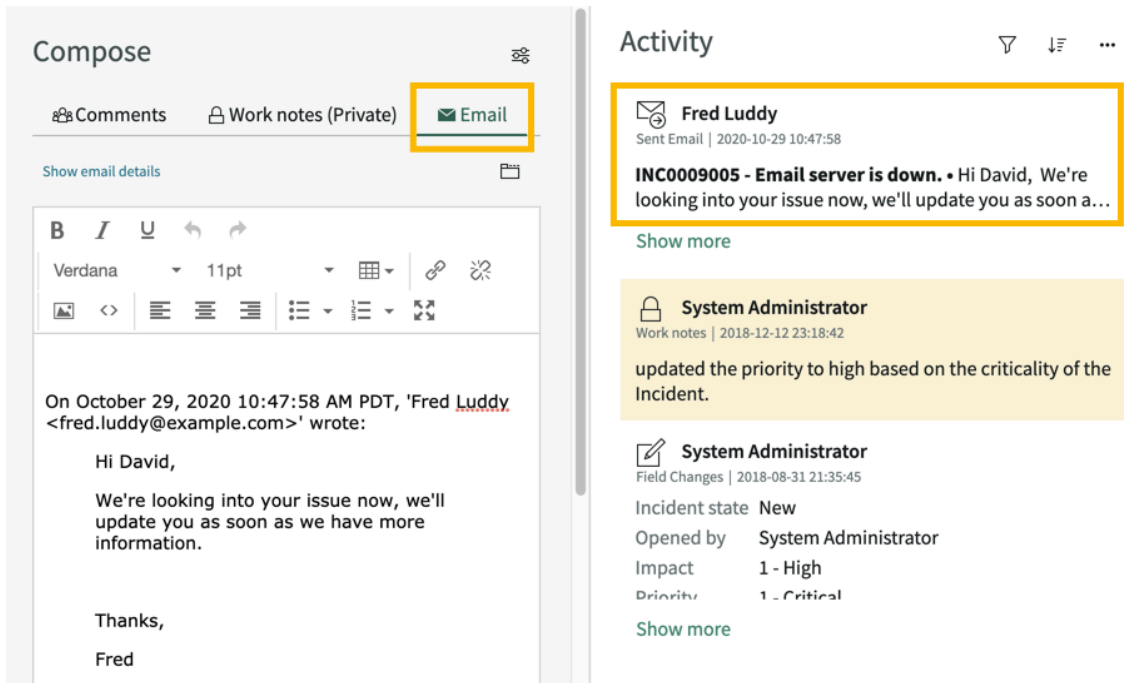 Compose
Comments
Work notes (Private)
Email
Show email details
B I U
Verdana
11pt
On October 29, 2020 10:47:58 AM PDT, 'Fred Luddy
<fred.luddy@example.com>' wrote:
Hi David,
We're looking into your issue now, we'll
update you as soon as we have more
information.
Thanks,
Fred
Activity
Fred Luddy
Sent Email | 2020-10-29 10:47:58
INC0009005 - Email server is down. • Hi David, We're
looking into your issue now, we'll update you as soon a...
Show more
System Administrator
Work notes | 2018-12-12 23:18:42
updated the priority to high based on the criticality of the
Incident.
System Administrator
Field Changes | 2018-08-31 21:35:45
Incident state New
Opened by System Administrator
Impact 1 - High
Priority 1 - Critical
Show more